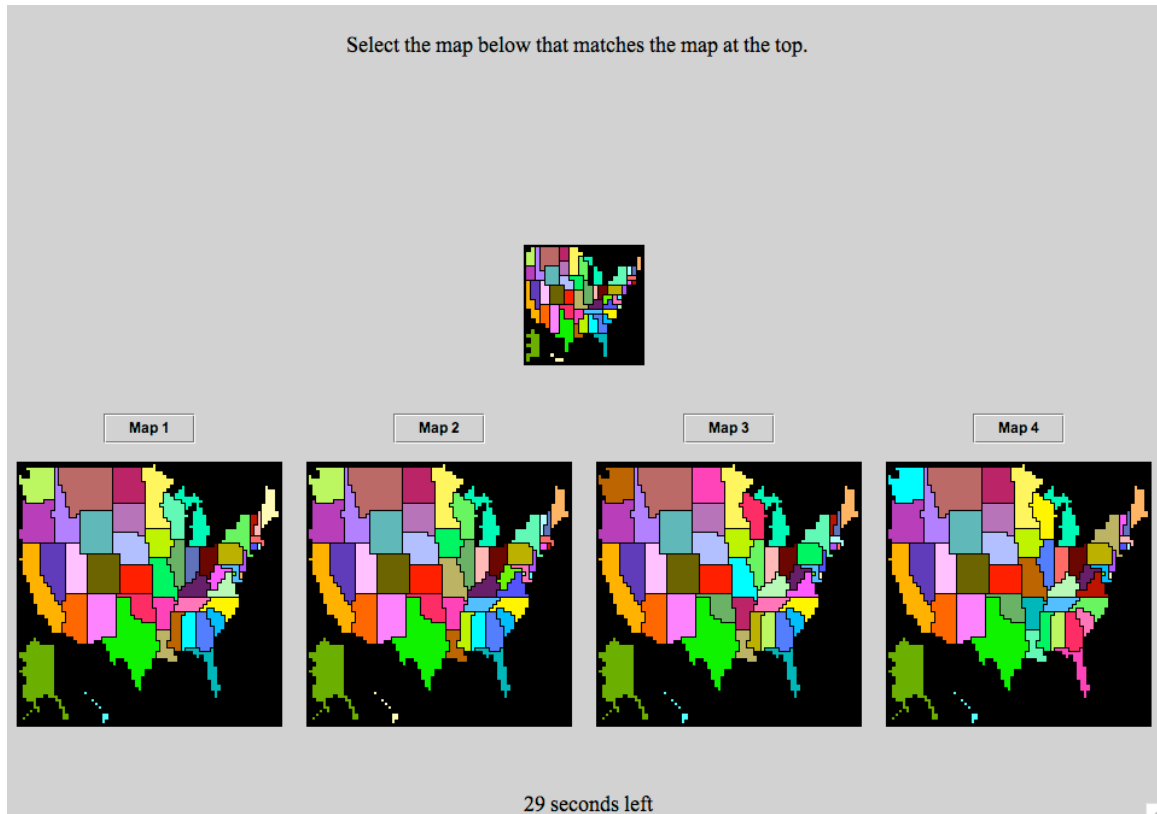 Select the map below that matches the map at the top.
Map 1
Map 2
Map 3
Map 4
29 seconds left